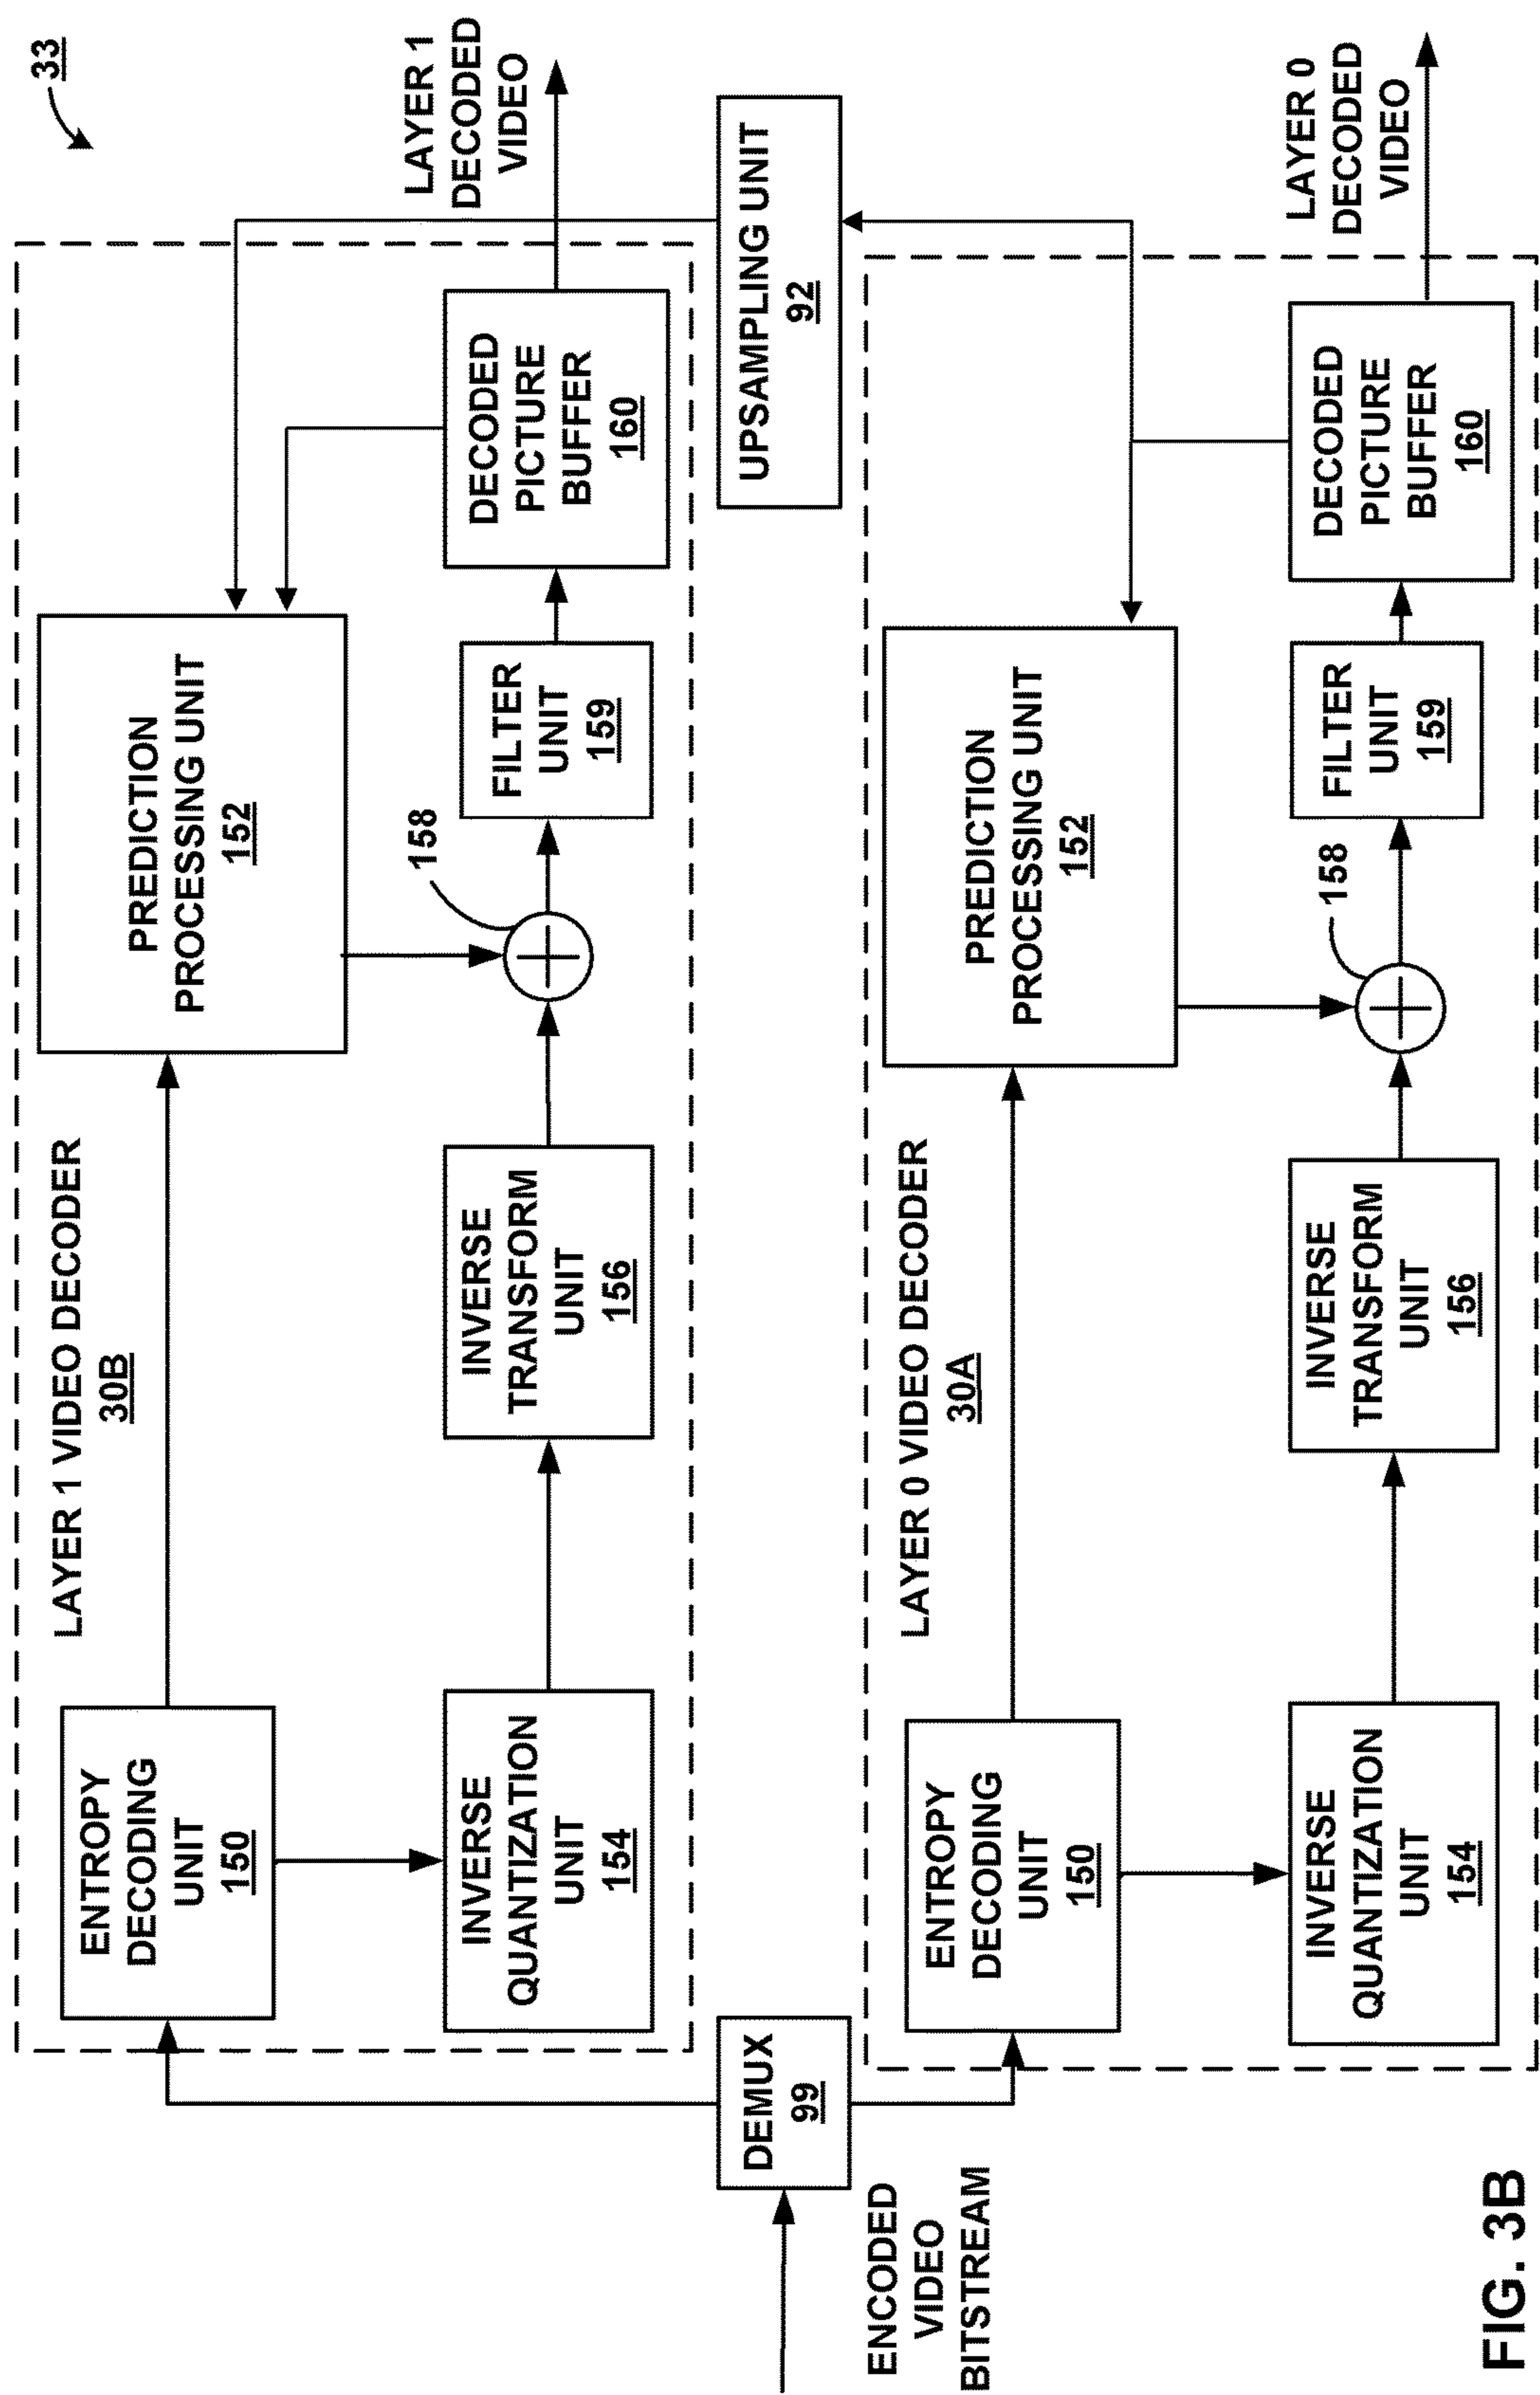 33
LAYER 1 VIDEO DECODER
30B
ENTROPY
DECODING
UNIT
150
PREDICTION
PROCESSING UNIT
152
INVERSE
QUANTIZATION
UNIT
154
INVERSE
TRANSFORM
UNIT
156
158
FILTER
UNIT
159
DECODED
PICTURE
BUFFER
160
LAYER 1
DECODED
VIDEO
DEMUX
99
ENCODED
VIDEO
BITSTREAM
UPSAMPLING UNIT
92
LAYER 0 VIDEO DECODER
30A
ENTROPY
DECODING
UNIT
150
PREDICTION
PROCESSING UNIT
152
INVERSE
QUANTIZATION
UNIT
154
INVERSE
TRANSFORM
UNIT
156
158
FILTER
UNIT
159
DECODED
PICTURE
BUFFER
160
LAYER 0
DECODED
VIDEO
FIG. 3B